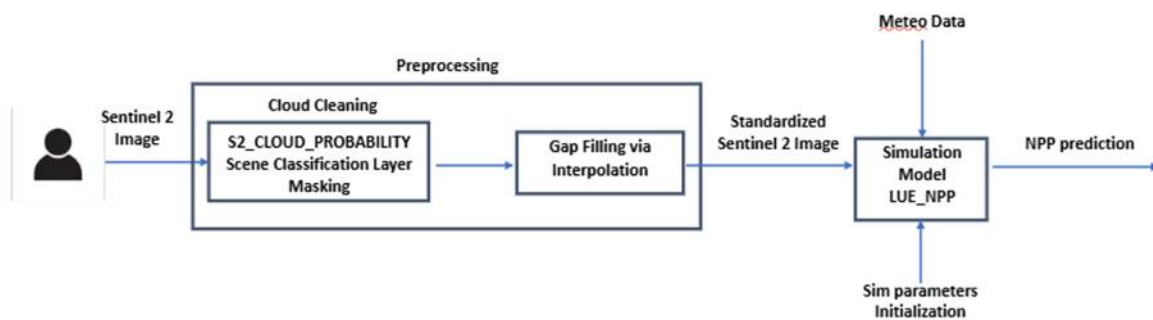 Meteo Data
Preprocessing
Cloud Cleaning
Sentinel 2
Image
S2_CLOUD_PROBABILITY
Scene Classification Layer
Masking
Gap Filling via
Interpolation
Standardized
Sentinel 2 Image
Simulation
Model
LUE_NPP
NPP prediction
Sim parameters
Initialization